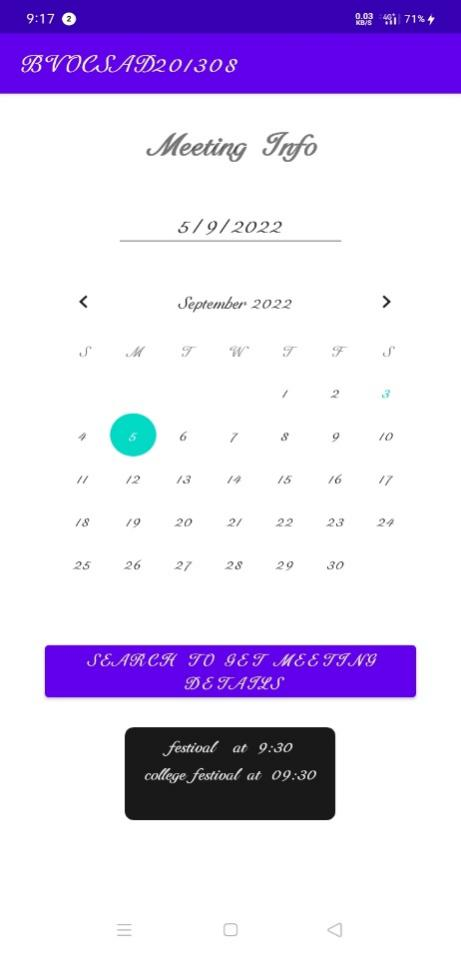 9:17 2 0.03 KB/S 4G+ 71%
BVOCSAD201308
Meeting Info
5/9/2022
September 2022
S M T W T F S
1 2 3
4 5 6 7 8 9 10
11 12 13 14 15 16 17
18 19 20 21 22 23 24
25 26 27 28 29 30
SEARCH TO GET MEETING
DETAILS
festival at 9:30
college festival at 09:30